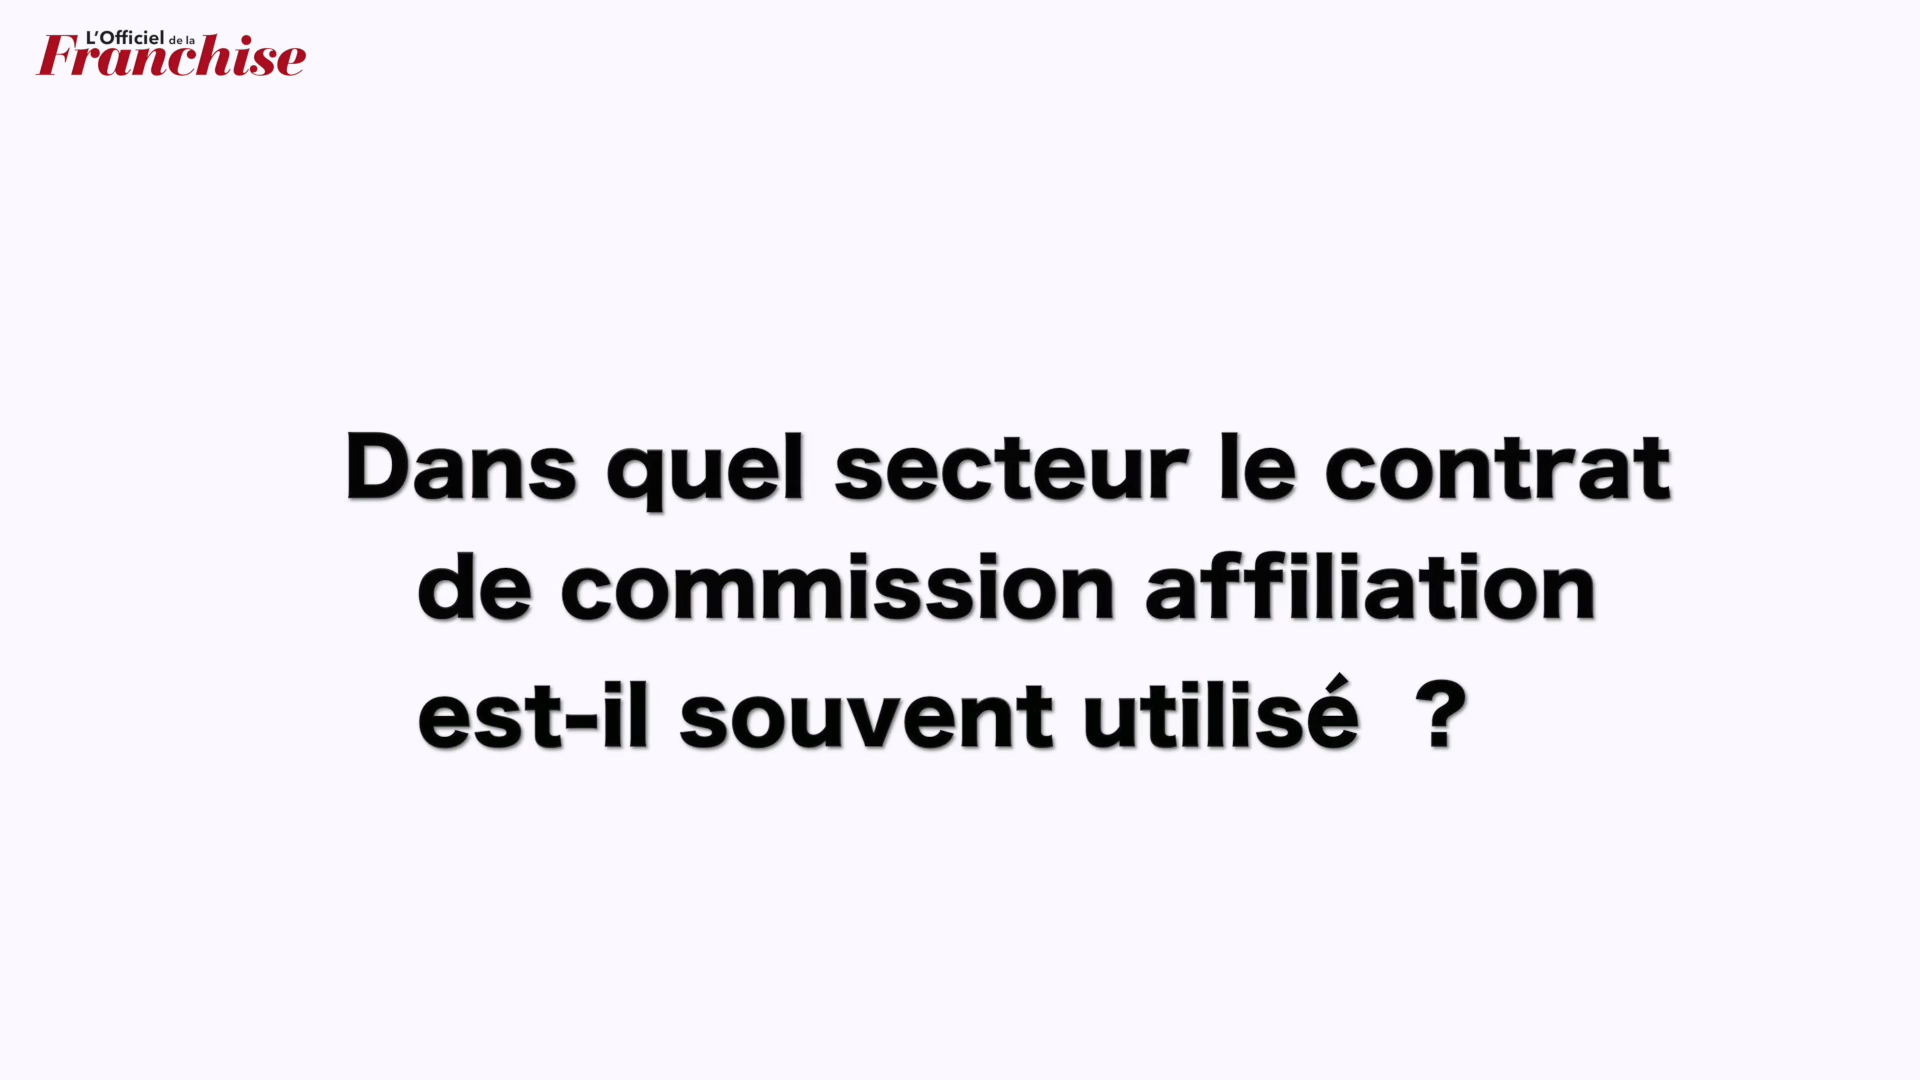 L'Officiel de la
Franchise
Dans quel secteur le contrat
de commission affiliation
est-il souvent utilisé ?